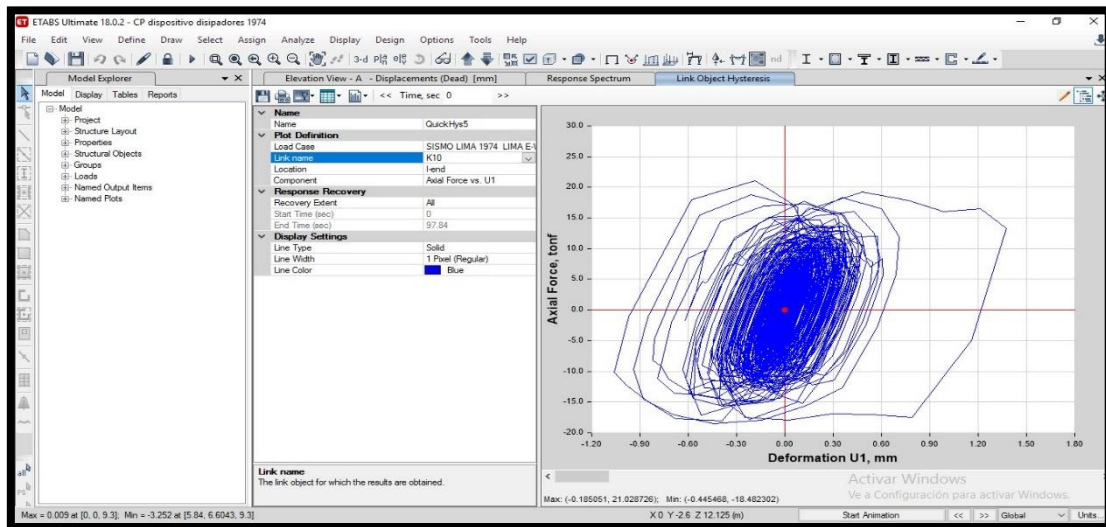 ETABS Ultimate 18.0.2 - CP dispositivo disipadores 1974
File Edit View Define Draw Select Assign Analyze Display Design Options Tools Help
3-d
nd
Model Explorer
Elevation View - A - Displacements (Dead) [mm]
Response Spectrum
Link Object Hysteresis
Model Display Tables Reports
<< Time, sec 0 >>
Model
Project
Structure Layout
Properties
Structural Objects
Groups
Loads
Named Output Items
Named Plots
Name
Name QuickHys5
Plot Definition
Load Case SISMO LIMA 1974 LIMA E-
Link name K10
Location I-end
Component Axial Force vs. U1
Response Recovery
Recovery Extent All
Start Time (sec) 0
End Time (sec) 97.84
Display Settings
Line Type Solid
Line Width 1 Pixel (Regular)
Line Color Blue
Link name
The link object for which the results are obtained.
30.0
25.0
20.0
15.0
10.0
5.0
0.0
-5.0
-10.0
-15.0
-20.0
Axial Force, tonf
-1.20 -0.90 -0.60 -0.30 0.00 0.30 0.60 0.90 1.20 1.50 1.80
Deformation U1, mm
Activar Windows
Ve a Configuración para activar Windows.
Max: (-0.185051, 21.028726); Min: (-0.445468, -18.482302)
Max = 0.009 at [0, 0, 9.3]; Min = -3.252 at [5.84, 6.6043, 9.3]
X 0 Y -2.6 Z 12.125 (m)
Start Animation
<< >>
Global
Units...